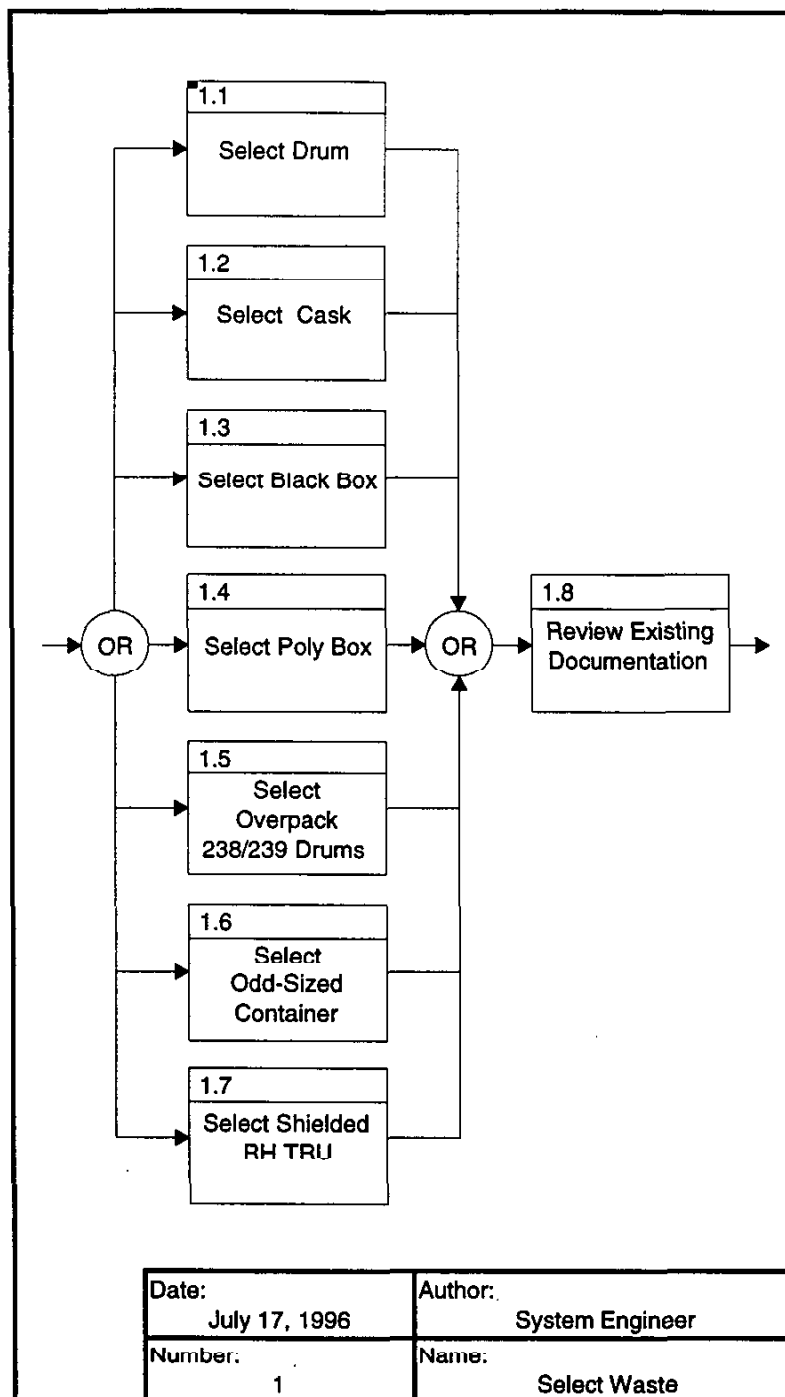 1.1
Select Drum
1.2
Select Cask
1.3
Select Black Box
OR
1.4
Select Poly Box
OR
1.8
Review Existing
Documentation
1.5
Select
Overpack
238/239 Drums
1.6
Select
Odd-Sized
Container
1.7
Select Shielded
RH TRU
Date:
July 17, 1996
Author:
System Engineer
Number:
1
Name:
Select Waste